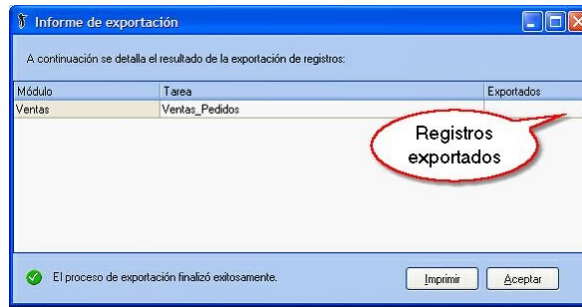 Informe de exportación
A continuación se detalla el resultado de la exportación de registros:
Módulo Tarea Exportados
Ventas Ventas_Pedidos
Registros
exportados
El proceso de exportación finalizó exitosamente.
Imprimir Aceptar